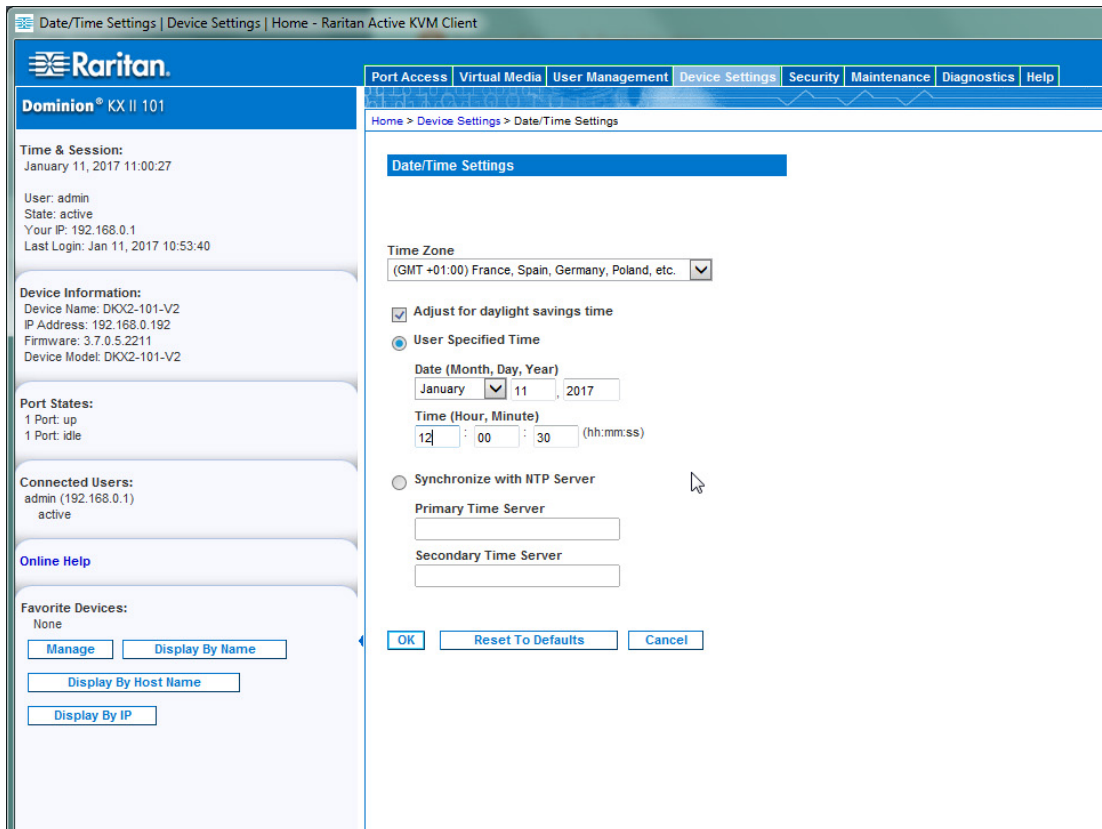 Date/Time Settings | Device Settings | Home - Raritan Active KVM Client
Raritan.
Port Access Virtual Media User Management Device Settings Security Maintenance Diagnostics Help
Dominion® KX II 101
Home > Device Settings > Date/Time Settings
Time & Session:
January 11, 2017 11:00:27
User: admin
State: active
Your IP: 192.168.0.1
Last Login: Jan 11, 2017 10:53:40
Device Information:
Device Name: DKX2-101-V2
IP Address: 192.168.0.192
Firmware: 3.7.0.5.2211
Device Model: DKX2-101-V2
Port States:
1 Port: up
1 Port: idle
Connected Users:
admin (192.168.0.1)
active
Online Help
Favorite Devices:
None
Manage Display By Name
Display By Host Name
Display By IP
Date/Time Settings
Time Zone
(GMT +01:00) France, Spain, Germany, Poland, etc.
Adjust for daylight savings time
User Specified Time
Date (Month, Day, Year)
January 11 , 2017
Time (Hour, Minute)
12 : 00 : 30 (hh:mm:ss)
Synchronize with NTP Server
Primary Time Server
Secondary Time Server
OK Reset To Defaults Cancel